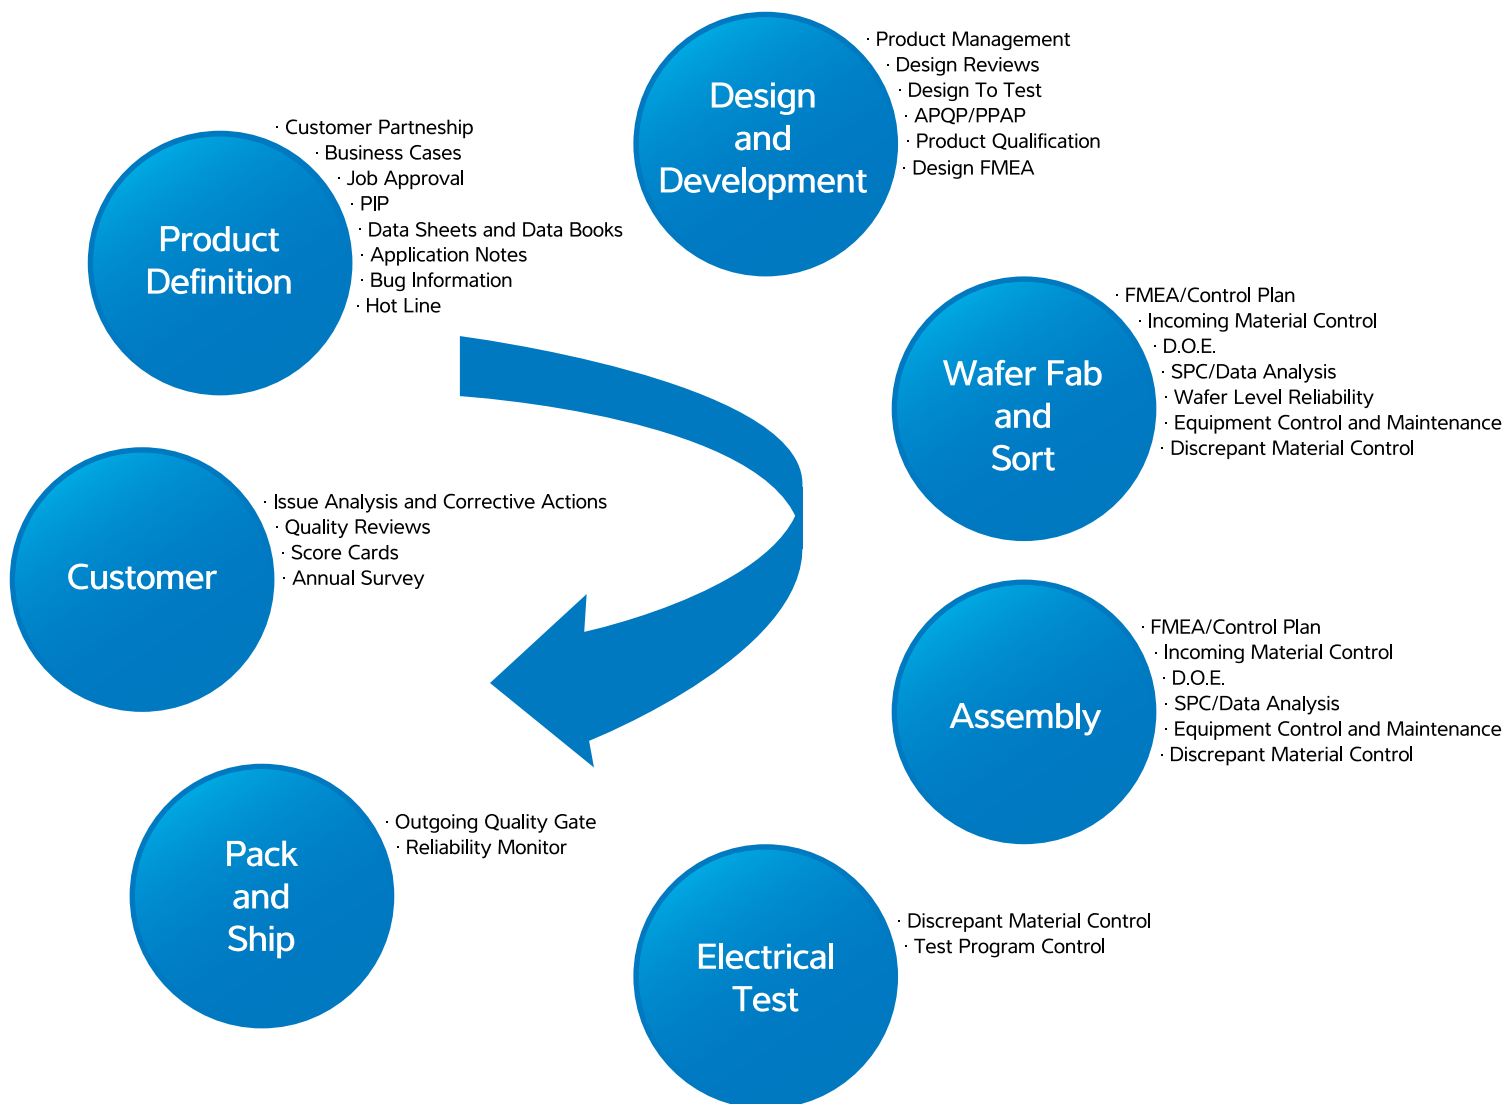 Product
Definition
· Customer Partneship
· Business Cases
· Job Approval
· PIP
· Data Sheets and Data Books
· Application Notes
· Bug Information
· Hot Line
Design
and
Development
· Product Management
· Design Reviews
· Design To Test
· APQP/PPAP
· Product Qualification
· Design FMEA
Wafer Fab
and
Sort
· FMEA/Control Plan
· Incoming Material Control
· D.O.E.
· SPC/Data Analysis
· Wafer Level Reliability
· Equipment Control and Maintenance
· Discrepant Material Control
Assembly
· FMEA/Control Plan
· Incoming Material Control
· D.O.E.
· SPC/Data Analysis
· Equipment Control and Maintenance
· Discrepant Material Control
Electrical
Test
· Discrepant Material Control
· Test Program Control
Pack
and
Ship
· Outgoing Quality Gate
· Reliability Monitor
Customer
· Issue Analysis and Corrective Actions
· Quality Reviews
· Score Cards
· Annual Survey